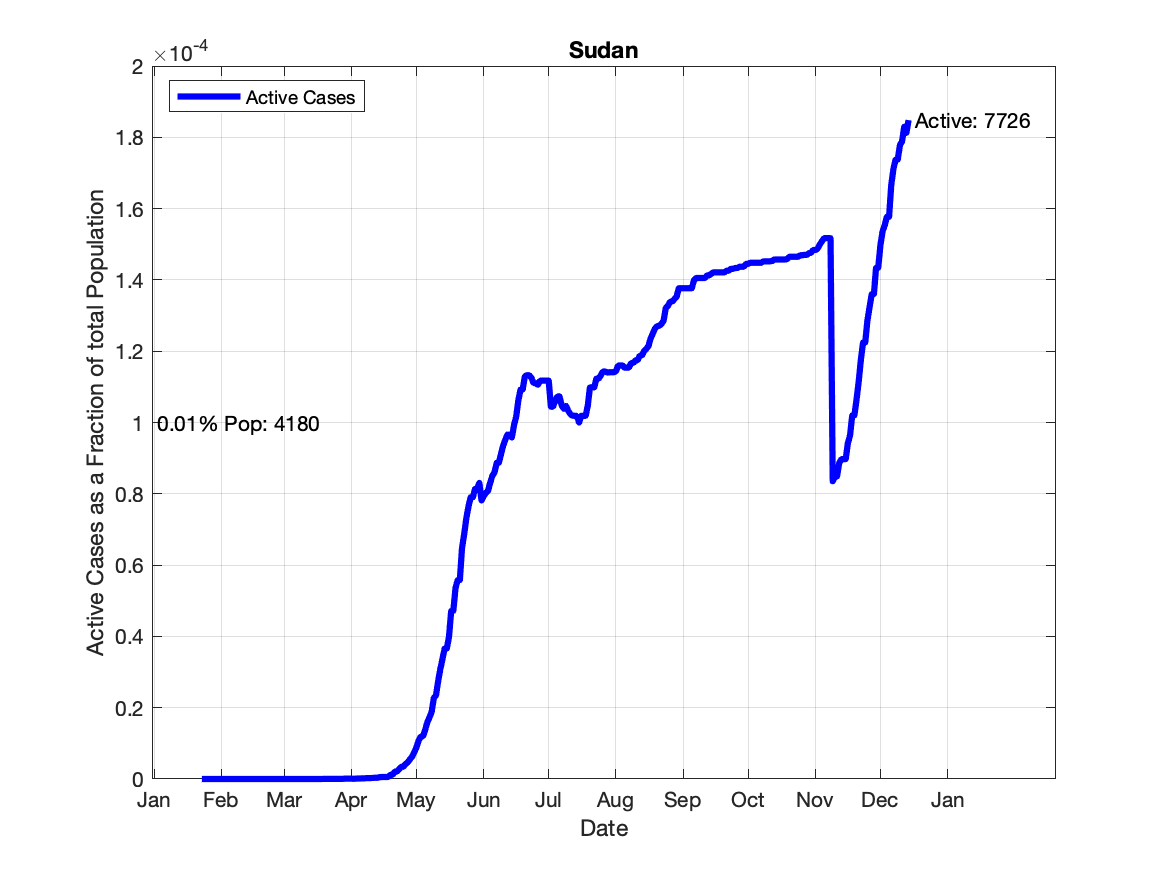 Sudan
×10-4
2
1.8
1.6
1.4
1.2
1
0.8
0.6
0.4
0.2
0
Active Cases as a Fraction of total Population
Active Cases
Active: 7726
0.01% Pop: 4180
Jan Feb Mar Apr May Jun Jul Aug Sep Oct Nov Dec Jan
Date